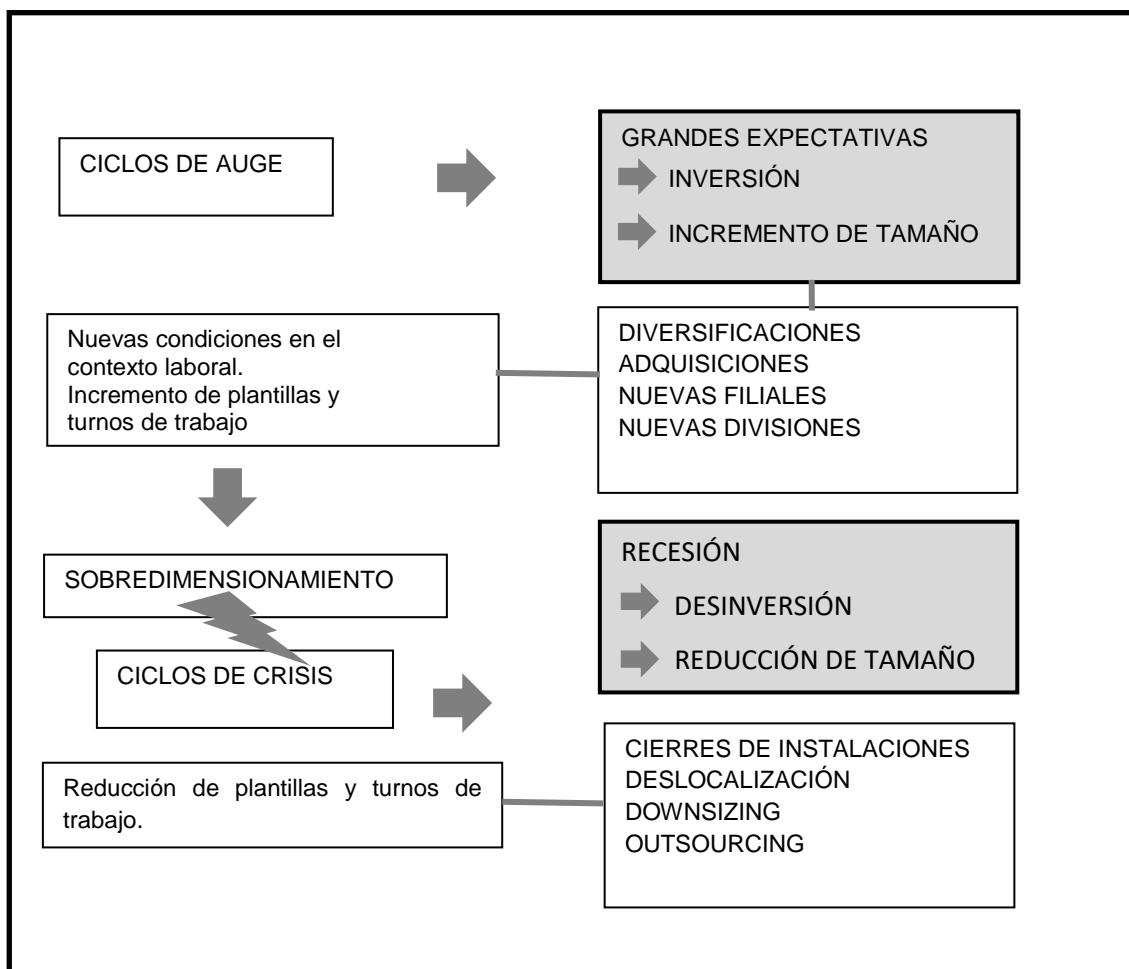 CICLOS DE AUGE
GRANDES EXPECTATIVAS
INVERSIÓN
INCREMENTO DE TAMAÑO
Nuevas condiciones en el
contexto laboral.
Incremento de plantillas y
turnos de trabajo
DIVERSIFICACIONES
ADQUISICIONES
NUEVAS FILIALES
NUEVAS DIVISIONES
SOBREDIMENSIONAMIENTO
CICLOS DE CRISIS
RECESIÓN
DESINVERSIÓN
REDUCCIÓN DE TAMAÑO
Reducción de plantillas y turnos de
trabajo.
CIERRES DE INSTALACIONES
DESLOCALIZACIÓN
DOWNSIZING
OUTSOURCING